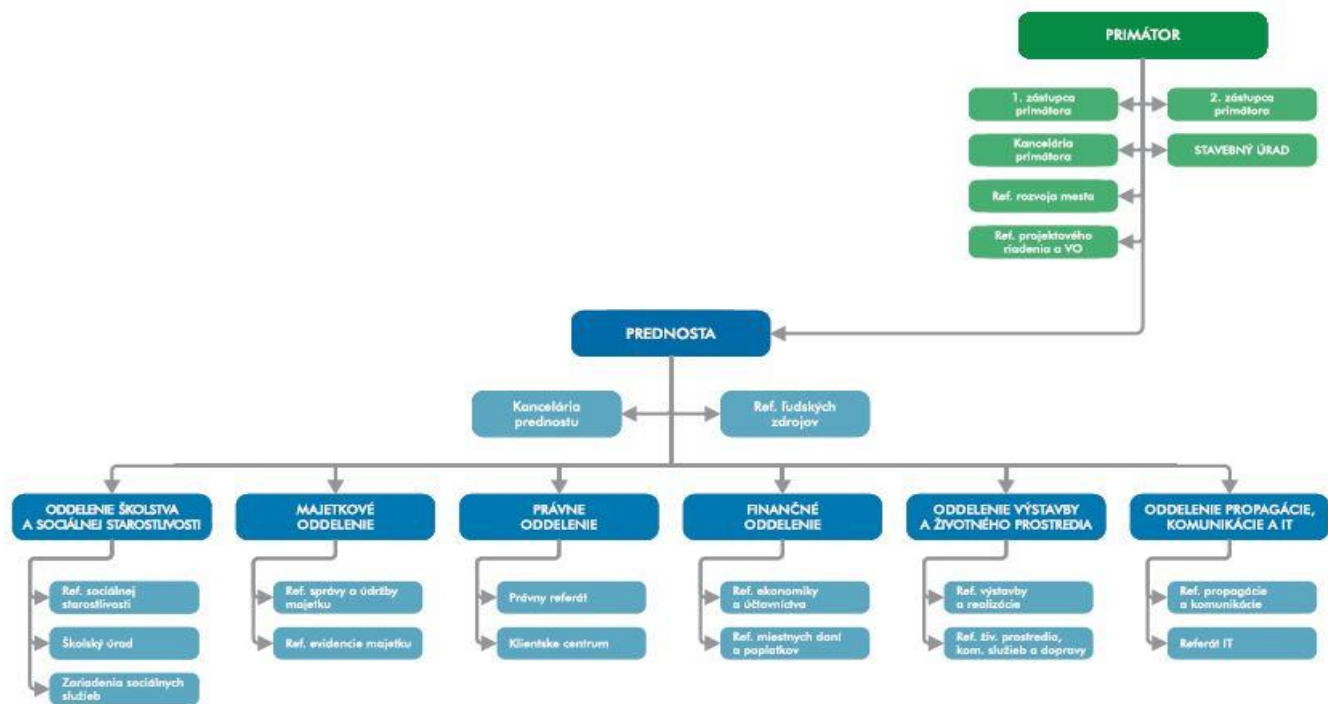 PRIMÁTOR
1. zástupca
primátora
2. zástupca
primátora
Kancelária
primátora
STAVEBNÝ ÚRAD
Ref. rozvoja mesta
Ref. projektového
riadenia a VO
PREDNOSTA
Kancelária
prednostu
Ref. ľudských
zdrojov
ODDELENIE ŠKOLSTVA
A SOCIÁLNEJ STAROSTLIVOSTI
MAJETKOVÉ
ODDELENIE
PRÁVNE
ODDELENIE
FINANČNÉ
ODDELENIE
ODDELENIE VÝSTAVBY
A ŽIVOTNÉHO PROSTREDIA
ODDELENIE PROPAGÁCIE,
KOMUNIKÁCIE A IT
Ref. sociálnej
starostlivosti
Školský úrad
Zariadenia sociálnych
služieb
Ref. správy a údržby
majetku
Ref. evidencie majetku
Právny referát
Klientske centrum
Ref. ekonomiky
a účtovníctva
Ref. miestnych daní
a poplatkov
Ref. výstavby
a realizácie
Ref. živ. prostredia,
kom. služieb a dopravy
Ref. propagácie
a komunikácie
Referát IT